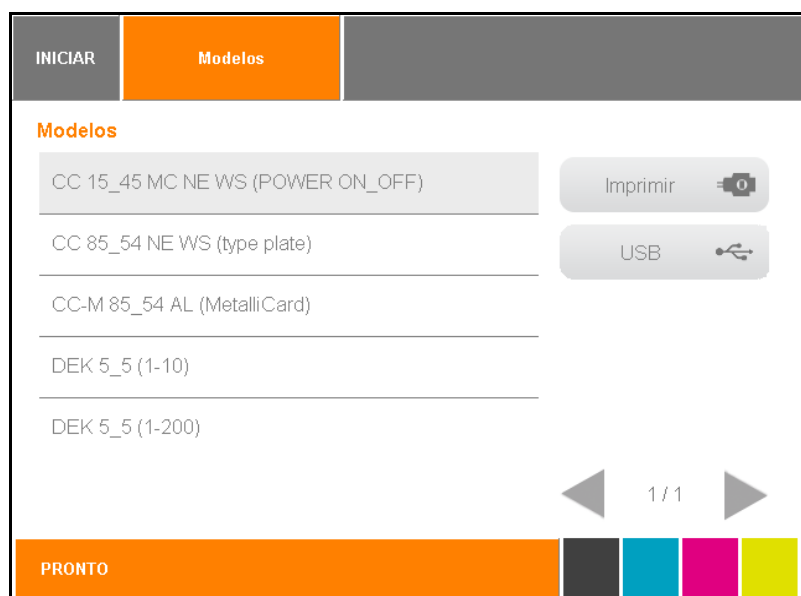 INICIAR
Modelos
Modelos
CC 15_45 MC NE WS (POWER ON_OFF)
CC 85_54 NE WS (type plate)
CC-M 85_54 AL (MetalliCard)
DEK 5_5 (1-10)
DEK 5_5 (1-200)
Imprimir
USB
1 / 1
PRONTO